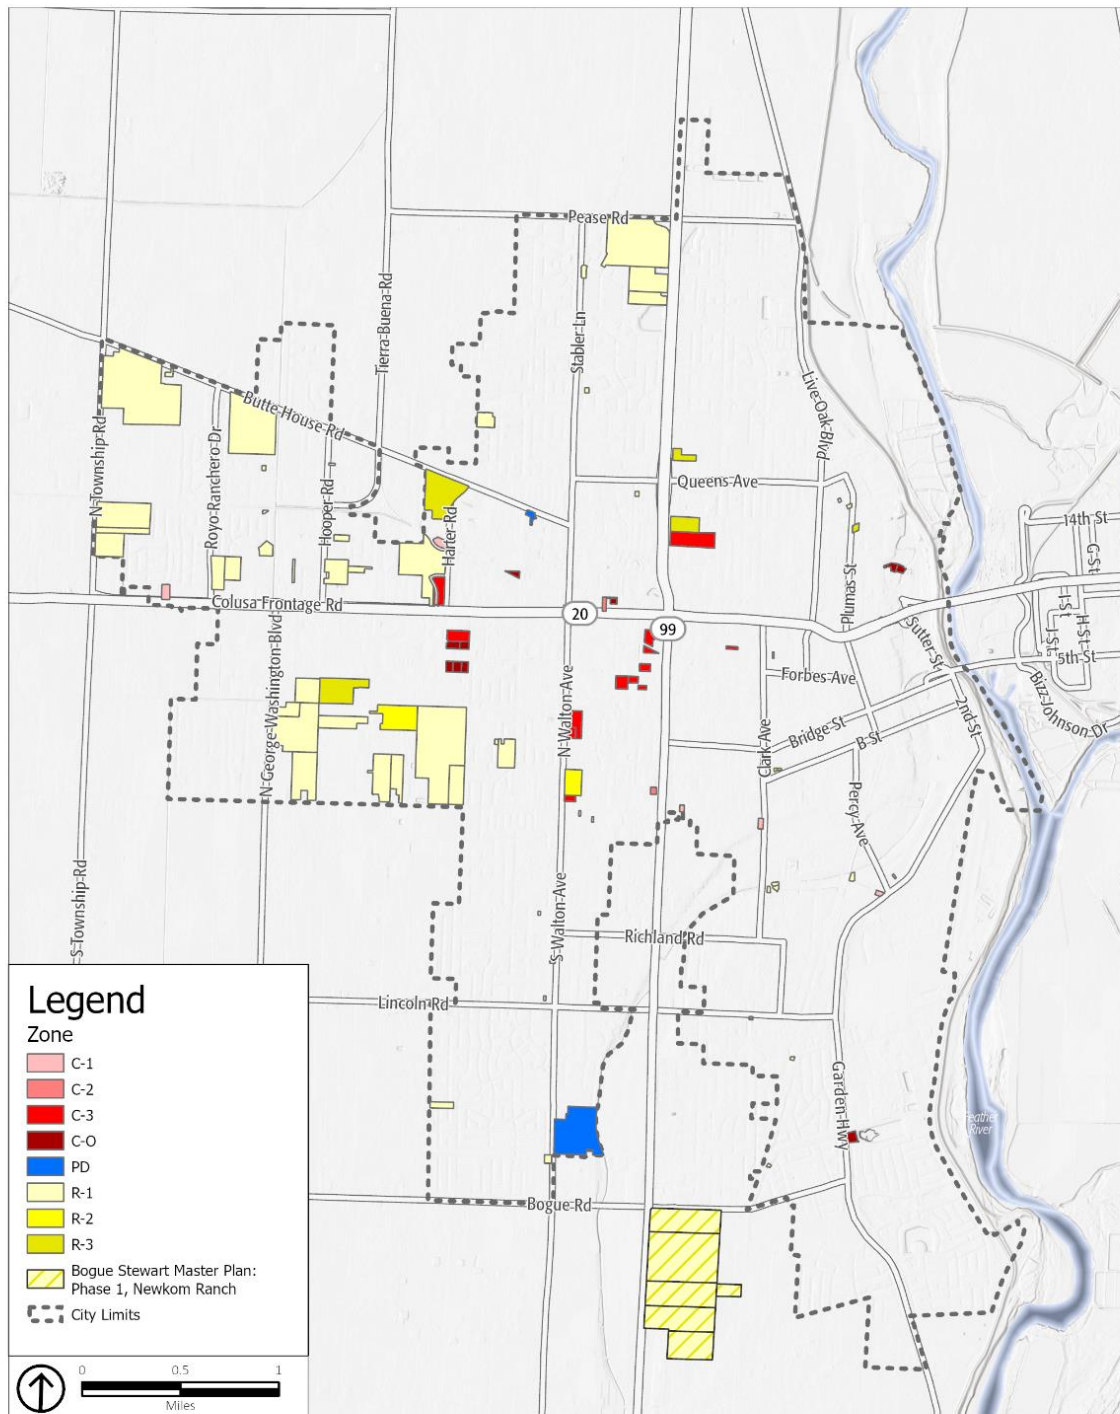 Pease Rd
Tierra-Buena-Rd
Stabler-Ln
Live-Oak-Blvd
Butte-House-Rd
N-Township-Rd
Royo-Ranchero-Dr
Hooper-Rd
Harter-Rd
Queens Ave
14th St
G-St
I-St
H-St
J-St
5th St
Plumas-St
Sutter-St
Colusa Frontage Rd
20
99
Forbes-Ave
Bizz-Johnson-Dr
2nd-St
Bridge-St
B-St
N-George-Washington-Blvd
N-Walton-Ave
Clark-Ave
Percy-Ave
S-Township-Rd
S-Walton-Ave
Richland Rd
Lincoln Rd
Garden-Hwy
Feather
River
Bogue Rd
Legend
Zone
C-1
C-2
C-3
C-O
PD
R-1
R-2
R-3
Bogue Stewart Master Plan:
Phase 1, Newkom Ranch
City Limits
0 0.5 1
Miles